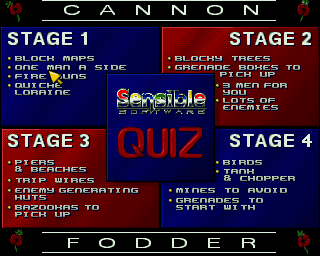 CANNON
STAGE 1
• BLOCK MAPS
• ONE MAN A SIDE
• FIRE GUNS
• QUICHE
LORAINE
STAGE 2
• BLOCKY TREES
• GRENADE BOXES TO
PICK UP
• 3 MEN FOR
YOU
• LOTS OF
ENEMIES
Sensible
SOFTWARE
QUIZ
STAGE 3
• PIERS
& BEACHES
• TRIP WIRES
• ENEMY GENERATING
HUTS
• BAZOOKAS TO
PICK UP
STAGE 4
• BIRDS
• TANK
& CHOPPER
• MINES TO AVOID
• GRENADES TO
START WITH
FODDER